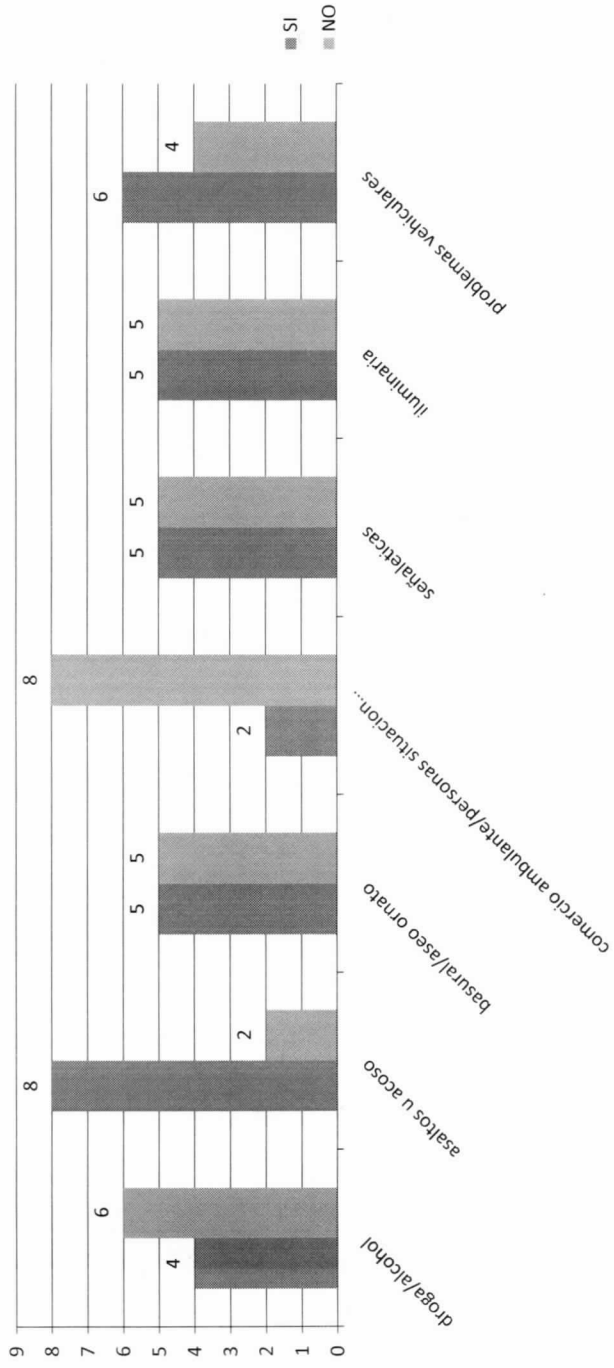 9
8
7
6
5
4
3
2
1
0
4
6
8
2
5
5
2
8
5
5
5
5
6
4
droga/alcohol
asaltos u acoso
basural/aseo ornato
comercio ambulante/personas situacion...
señaleticas
iluminaria
problemas vehiculares
SI
NO